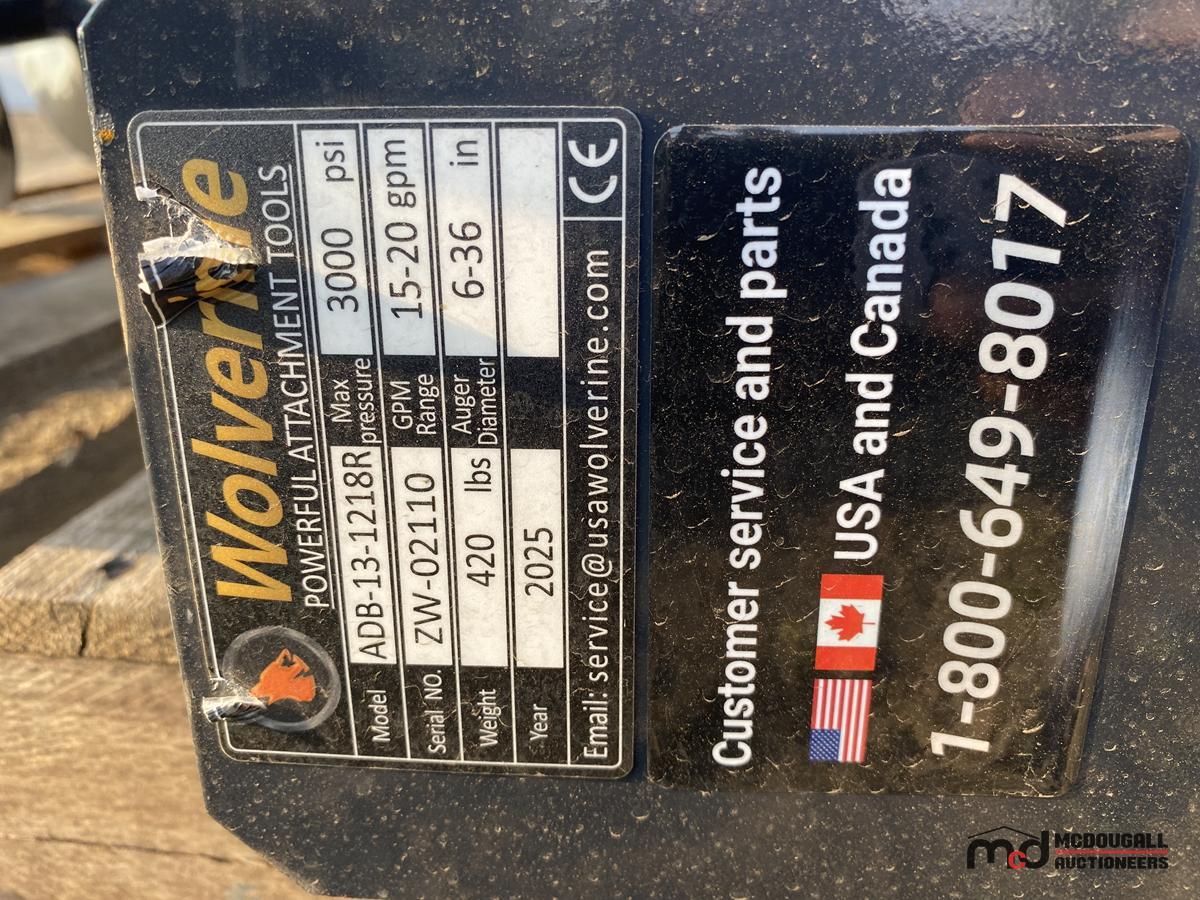 Wolverine
POWERFUL ATTACHMENT TOOLS
Model ADB-13-1218R Max pressure 3000 psi
Serial NO. ZW-02110 GPM Range 15-20 gpm
Weight 420 lbs Auger Diameter 6-36 in
Year 2025
Email: service@usawolverine.com CE
Customer service and parts
USA and Canada
1-800-649-8017
mcd MCDOUGALL
AUCTIONEERS